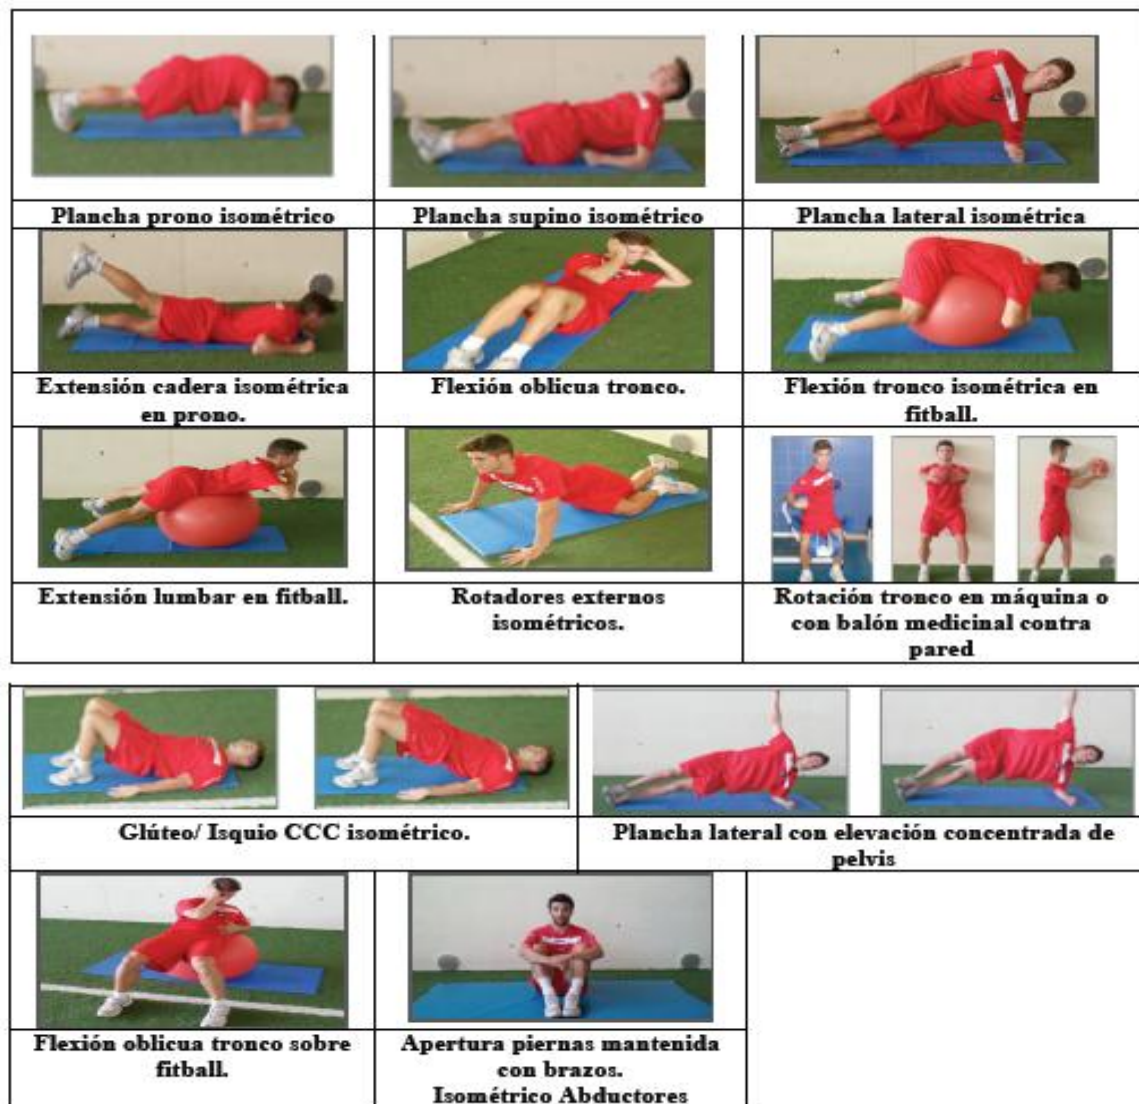 Plancha prono isométrico
Plancha supino isométrico
Plancha lateral isométrica
Extensión cadera isométrica
en prono.
Flexión oblicua tronco.
Flexión tronco isométrica en
fitball.
Extensión lumbar en fitball.
Rotadores externos
isométricos.
Rotación tronco en máquina o
con balón medicinal contra
pared
Glúteo/ Isquio CCC isométrico.
Plancha lateral con elevación concentrada de
pelvis
Flexión oblicua tronco sobre
fitball.
Apertura piernas mantenida
con brazos.
Isométrico Abductores